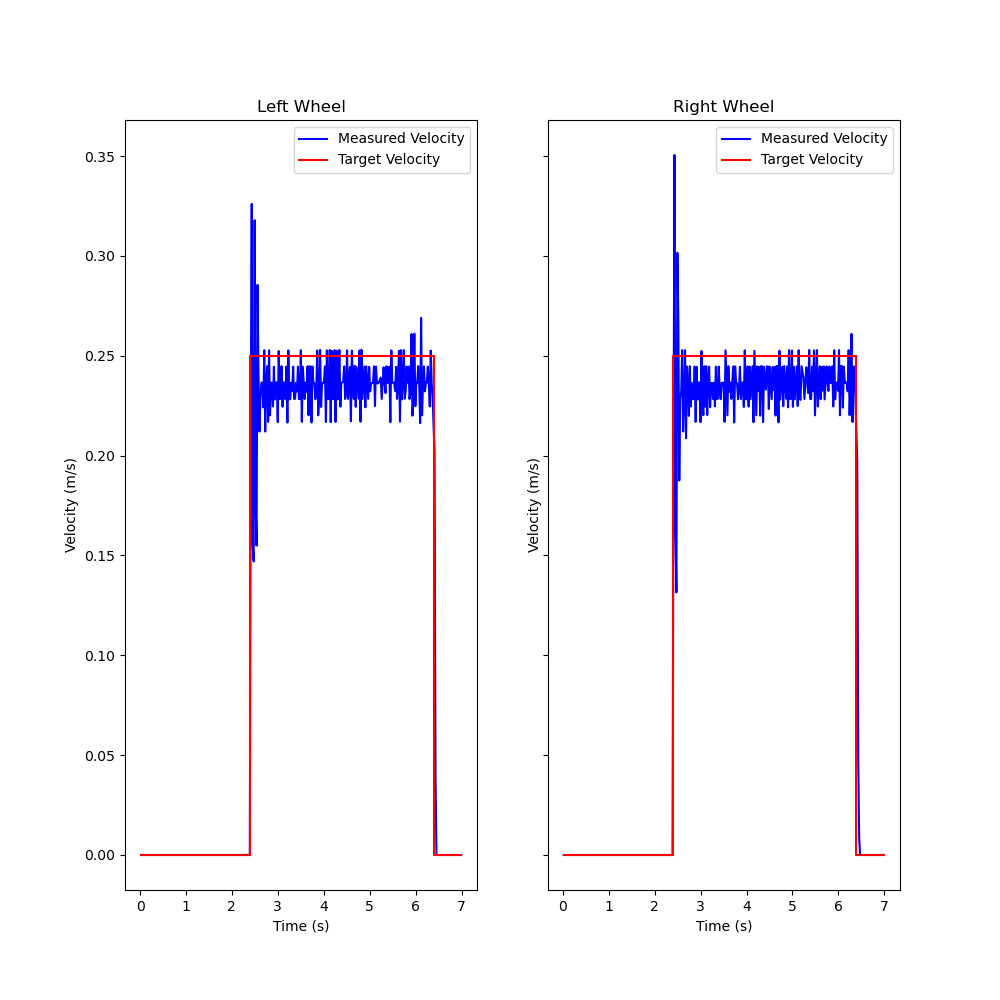 Left Wheel
Measured Velocity
Target Velocity
Velocity (m/s)
0.35
0.30
0.25
0.20
0.15
0.10
0.05
0.00
0 1 2 3 4 5 6 7
Time (s)
Right Wheel
Measured Velocity
Target Velocity
Velocity (m/s)
0 1 2 3 4 5 6 7
Time (s)